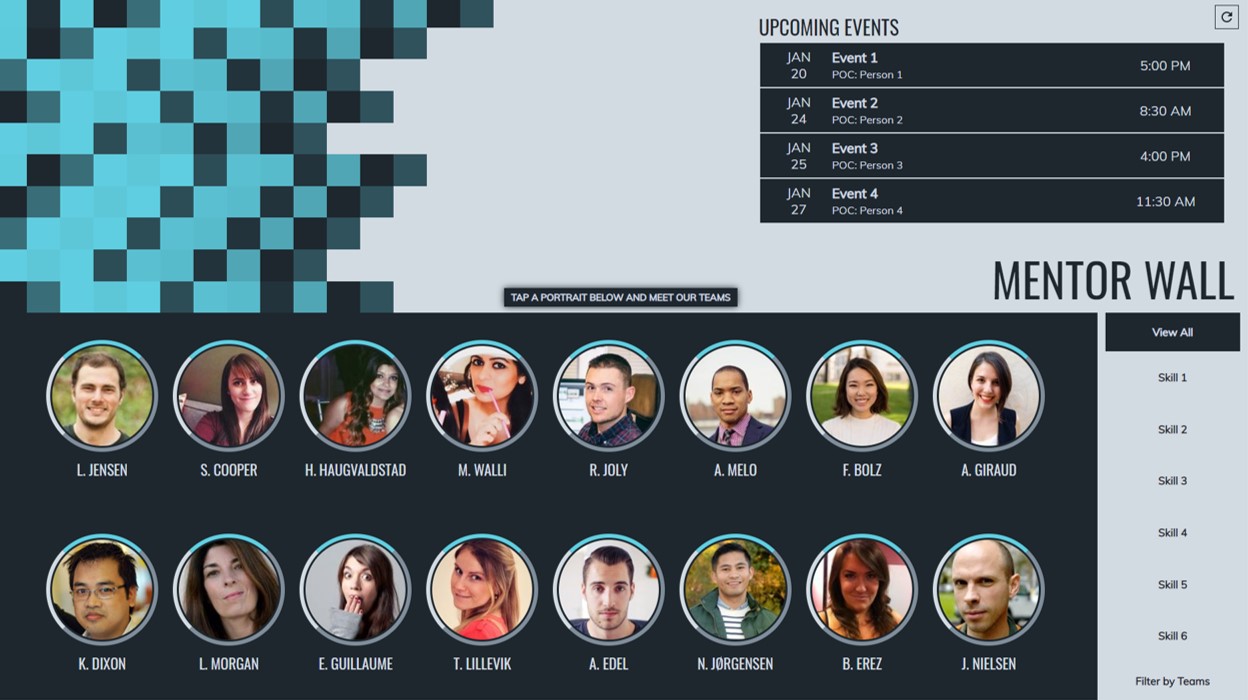 UPCOMING EVENTS
JAN 20
Event 1
POC: Person 1
5:00 PM
JAN 24
Event 2
POC: Person 2
8:30 AM
JAN 25
Event 3
POC: Person 3
4:00 PM
JAN 27
Event 4
POC: Person 4
11:30 AM
MENTOR WALL
TAP A PORTRAIT BELOW AND MEET OUR TEAMS
L. JENSEN
S. COOPER
H. HAUGVALDSTAD
M. WALLI
R. JOLY
A. MELO
F. BOLZ
A. GIRAUD
K. DIXON
L. MORGAN
E. GUILLAUME
T. LILLEVIK
A. EDEL
N. JØRGENSEN
B. EREZ
J. NIELSEN
View All
Skill 1
Skill 2
Skill 3
Skill 4
Skill 5
Skill 6
Filter by Teams